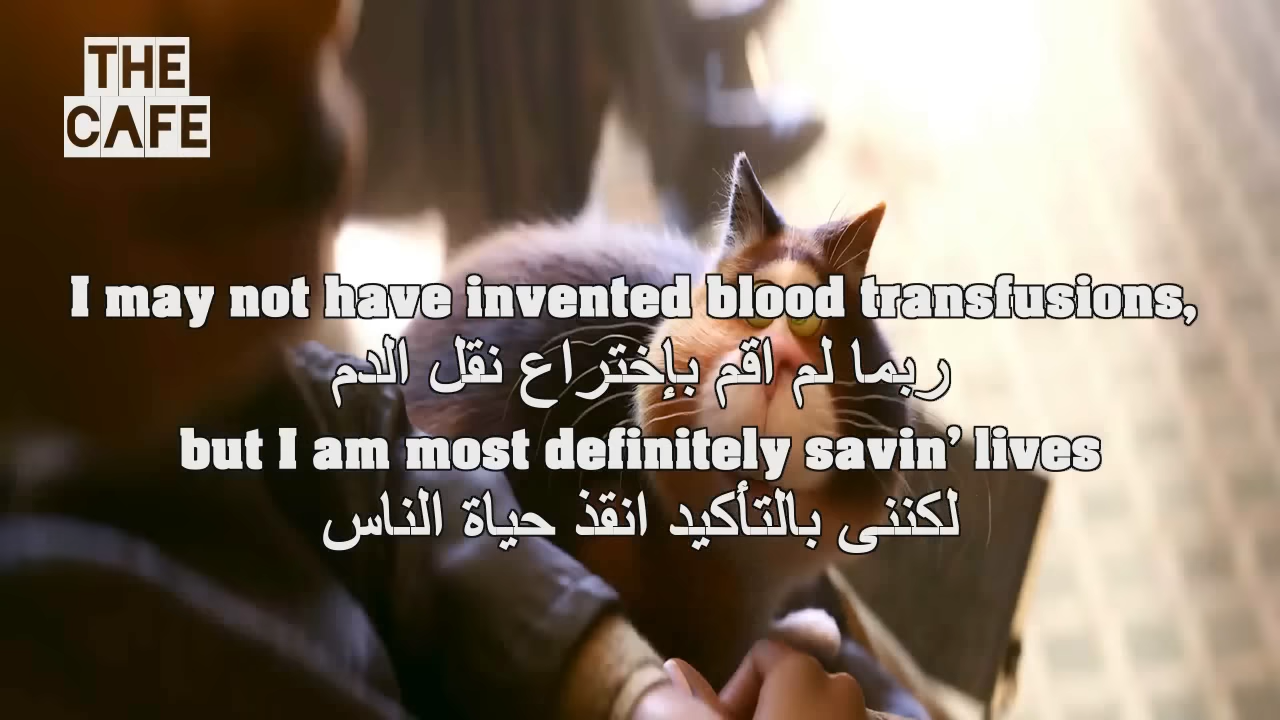 THE
CAFE
I may not have invented blood transfusions,
ربما لم اقم بإختراع نقل الدم
but I am most definitely savin’ lives
لكننى بالتأكيد انقذ حياة الناس